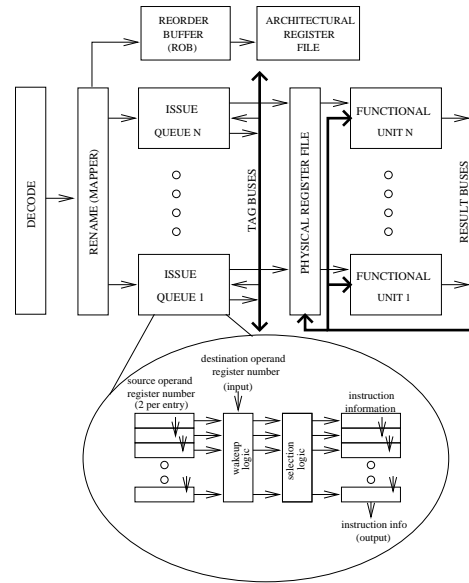 REORDER
BUFFER
(ROB)
ARCHITECTURAL
REGISTER
FILE
DECODE
RENAME (MAPPER)
ISSUE
QUEUE N
TAG BUSES
PHYSICAL REGISTER FILE
FUNCTIONAL
UNIT N
RESULT BUSES
ISSUE
QUEUE 1
FUNCTIONAL
UNIT 1
destination operand
register number
(input)
source operand
register number
(2 per entry)
wakeup
logic
selection
logic
instruction
information
instruction info
(output)